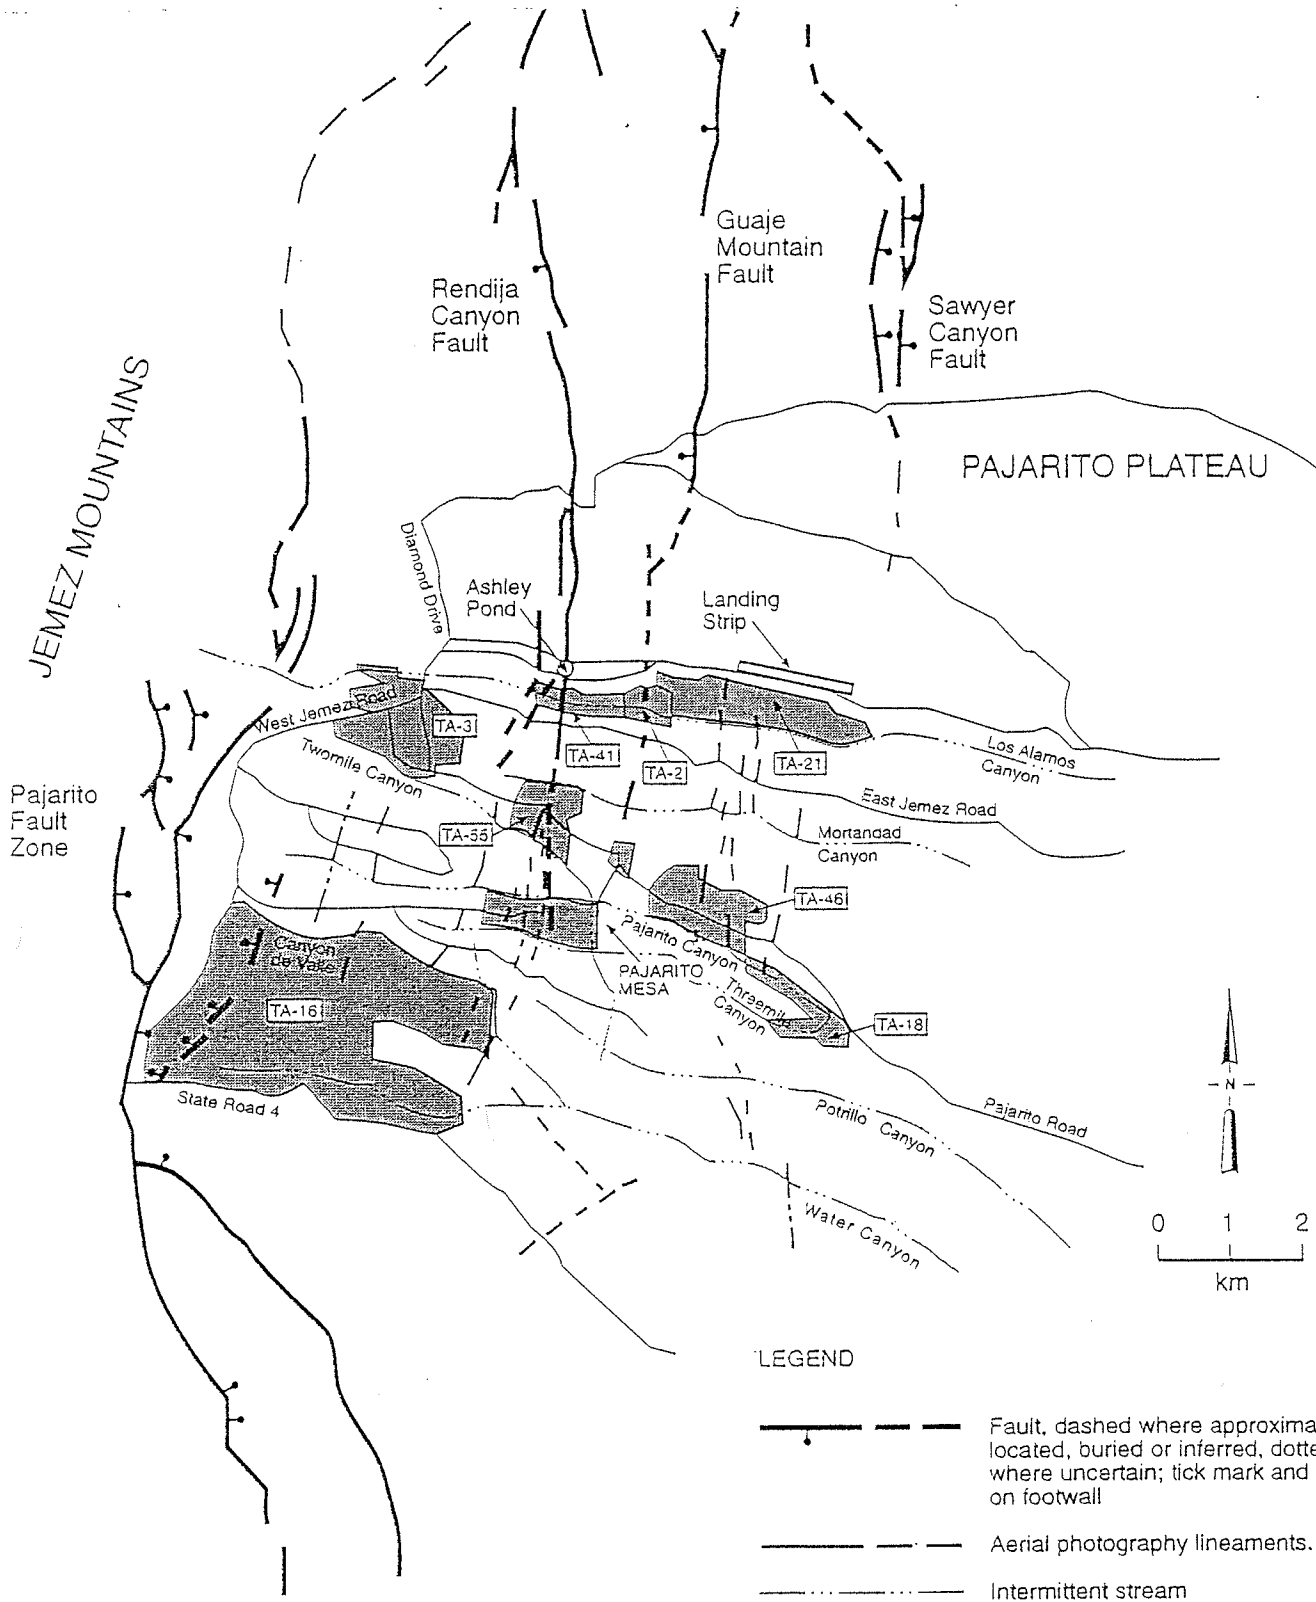 Guaje
Mountain
Fault
Rendija
Canyon
Fault
Sawyer
Canyon
Fault
JEMEZ MOUNTAINS
PAJARITO PLATEAU
Diamond Drive
Ashley
Pond
Landing
Strip
West Jemez Road
TA-3
Twomile Canyon
TA-41
TA-2
TA-21
Los Alamos
Canyon
Pajarito
Fault
Zone
East Jemez Road
TA-55
Mortandad
Canyon
TA-46
Pajarito Canyon
Canyon
de Valle
PAJARITO
MESA
Threemile
Canyon
TA-16
TA-18
State Road 4
Potrillo Canyon
Pajarito Road
Water Canyon
N
0 1 2
km
LEGEND
Fault, dashed where
located, buried or inferred,
where uncertain; tick mark and
on footwall
Aerial photography lineaments.
Intermittent stream